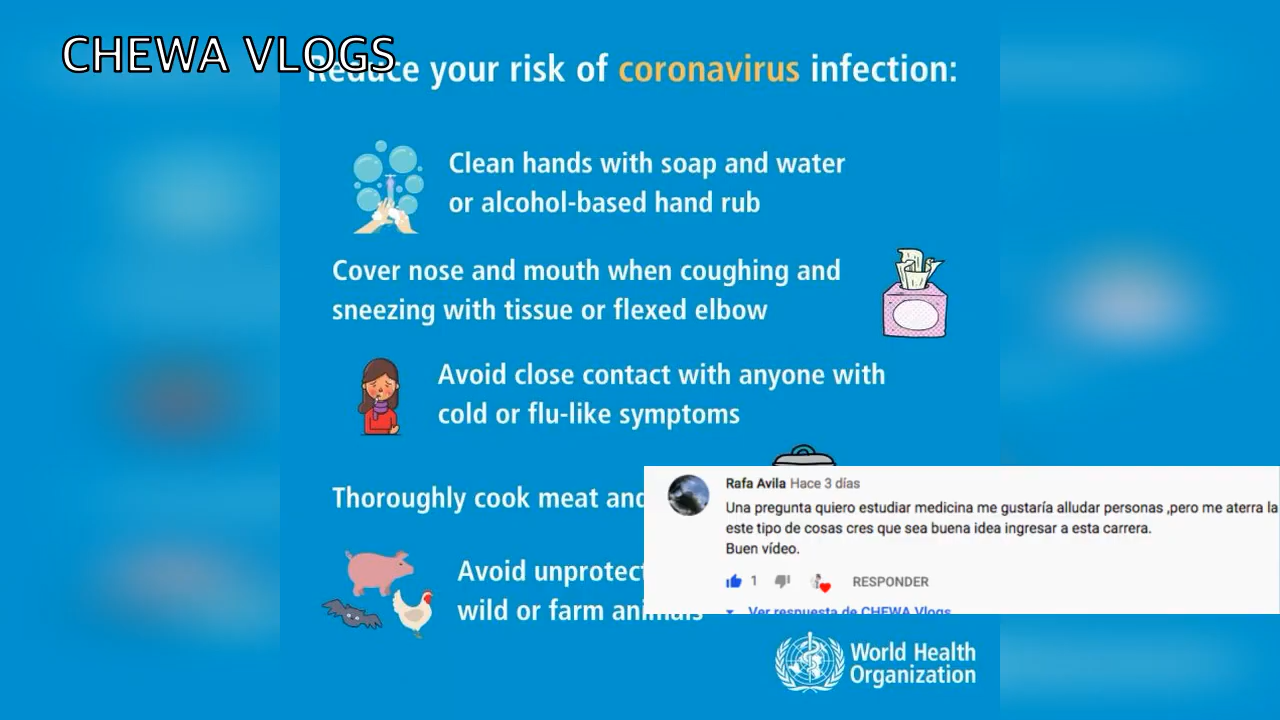 CHEWA VLOGS
Reduce your risk of coronavirus infection:
Clean hands with soap and water
or alcohol-based hand rub
Cover nose and mouth when coughing and
sneezing with tissue or flexed elbow
Avoid close contact with anyone with
cold or flu-like symptoms
Thoroughly cook meat and
Avoid
wild or farm animals
Rafa Avila Hace 3 días
Una pregunta quiero estudiar medicina me gustaría alludar personas ,pero me aterra la
este tipo de cosas cres que sea buena idea ingresar a esta carrera.
Buen vídeo.
1 RESPONDER
Ver respuesta de CHEWA Vlogs
World Health
Organization